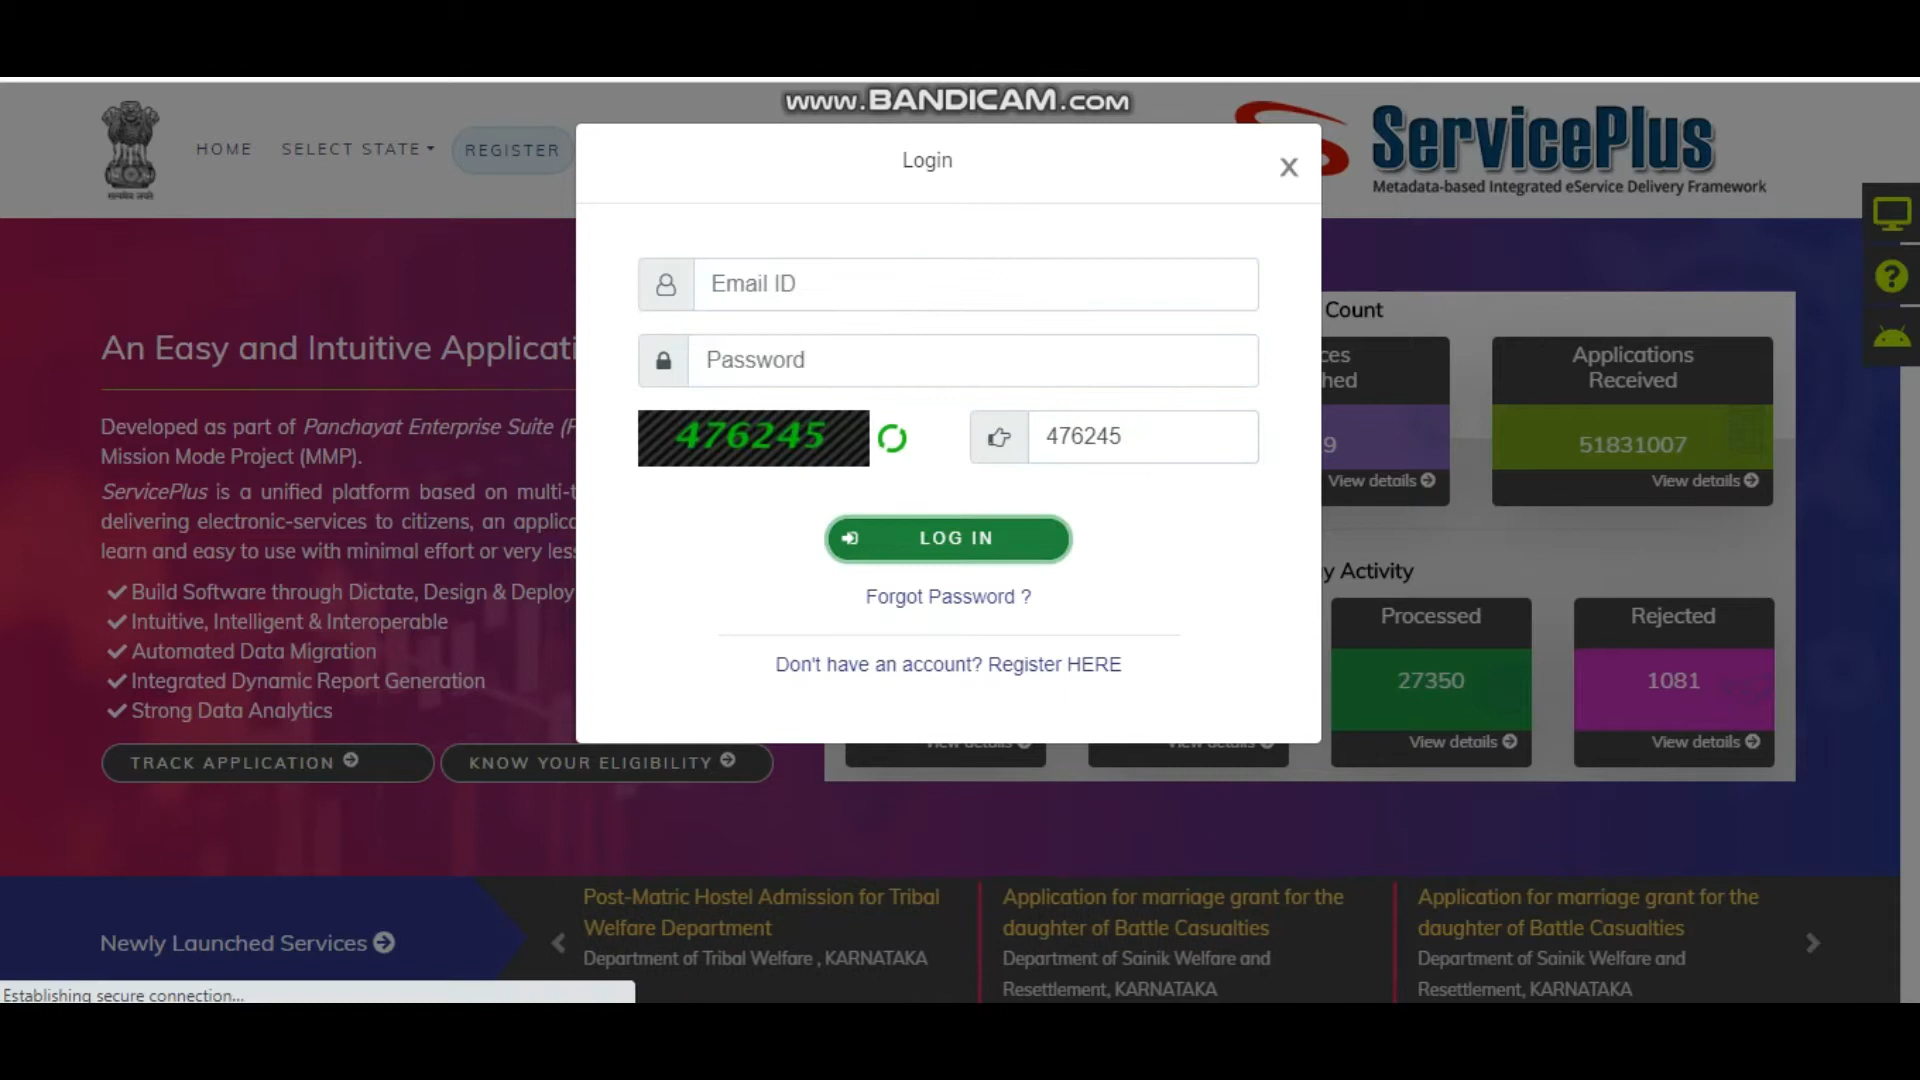 www.BANDICAM.com
HOME
SELECT STATE
REGISTER
ServicePlus
Metadata-based Integrated eService Delivery Framework
Login
X
Email ID
Password
476245
476245
LOG IN
Forgot Password ?
Don't have an account? Register HERE
An Easy and Intuitive Applicati
Developed as part of Panchayat Enterprise Suite (P
Mission Mode Project (MMP).
ServicePlus is a unified platform based on multi-t
delivering electronic-services to citizens, an applica
learn and easy to use with minimal effort or very les
Build Software through Dictate, Design & Deploy
Intuitive, Intelligent & Interoperable
Automated Data Migration
Integrated Dynamic Report Generation
Strong Data Analytics
TRACK APPLICATION
KNOW YOUR ELIGIBILITY
Count
ces
hed
9
View details
Applications
Received
51831007
View details
y Activity
Processed
27350
View details
Rejected
1081
View details
View details
View details
Newly Launched Services
Post-Matric Hostel Admission for Tribal
Welfare Department
Department of Tribal Welfare , KARNATAKA
Application for marriage grant for the
daughter of Battle Casualties
Department of Sainik Welfare and
Resettlement, KARNATAKA
Application for marriage grant for the
daughter of Battle Casualties
Department of Sainik Welfare and
Resettlement, KARNATAKA
Establishing secure connection...